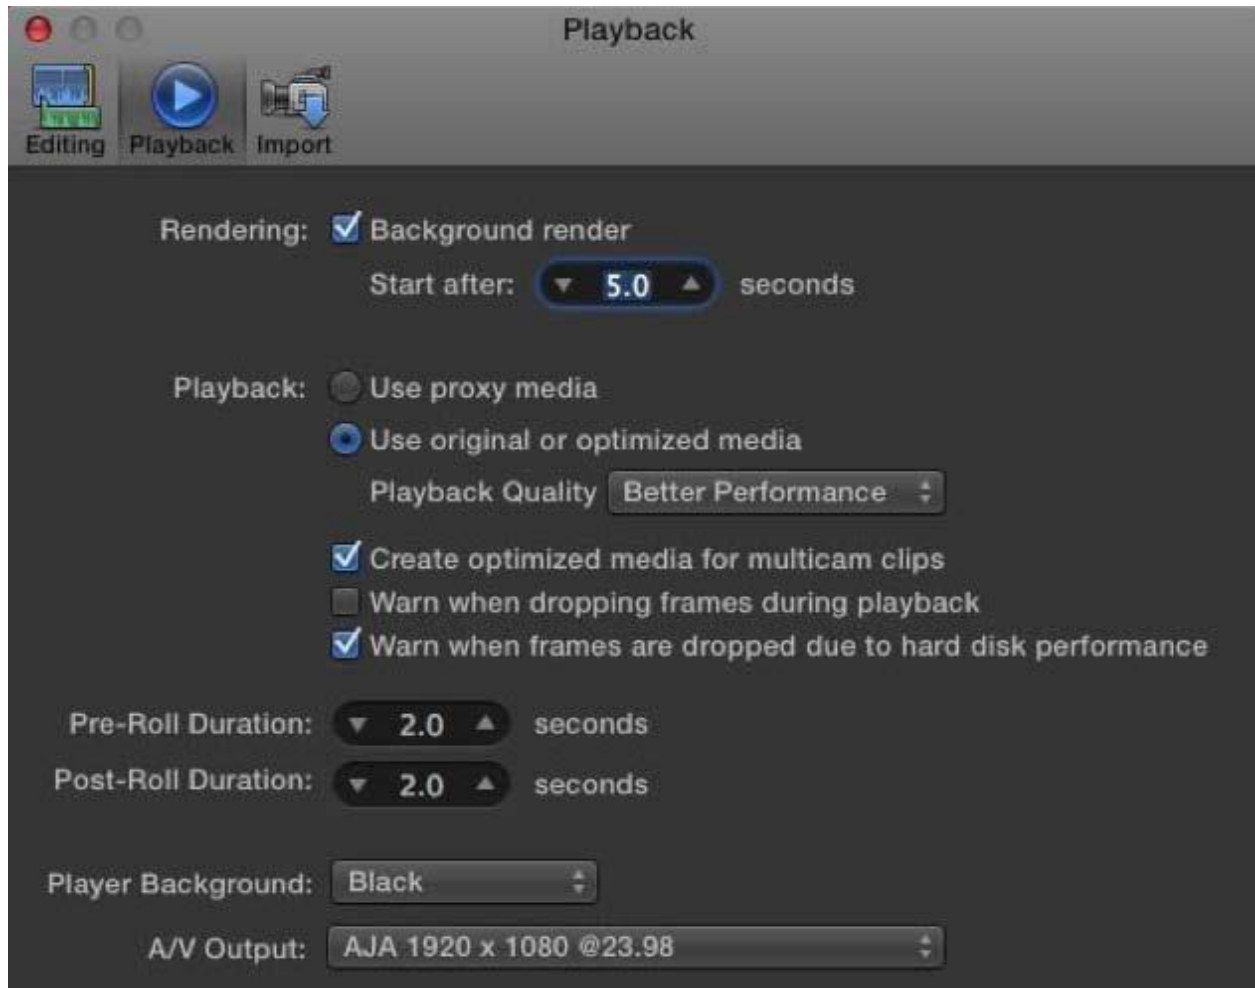 Playback
Editing Playback Import
Rendering: Background render
Start after: 5.0 seconds
Playback: Use proxy media
Use original or optimized media
Playback Quality Better Performance
Create optimized media for multicam clips
Warn when dropping frames during playback
Warn when frames are dropped due to hard disk performance
Pre-Roll Duration: 2.0 seconds
Post-Roll Duration: 2.0 seconds
Player Background: Black
A/V Output: AJA 1920 x 1080 @23.98